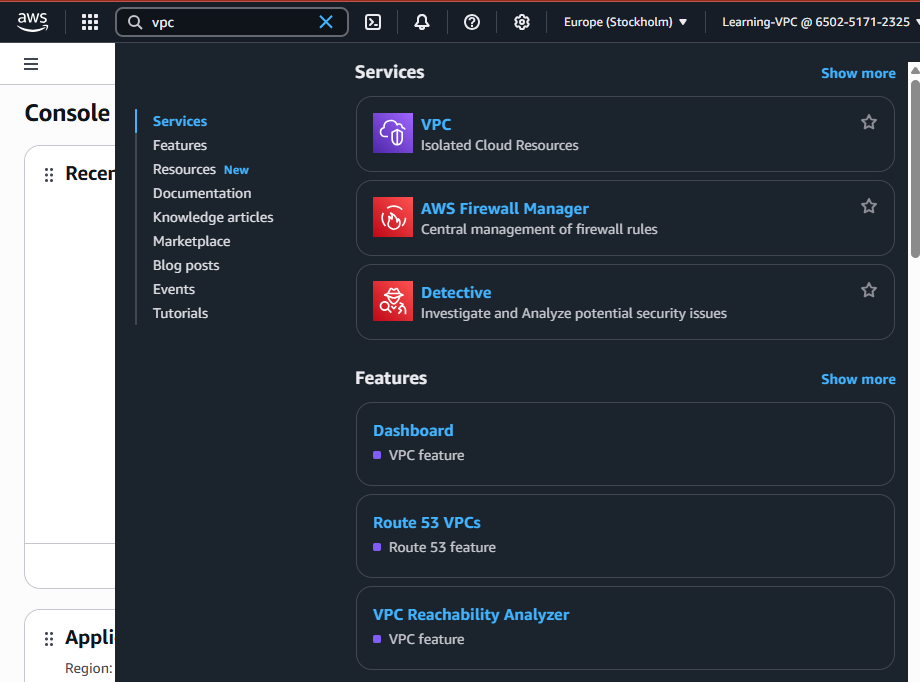 aws
vpc
Europe (Stockholm)
Learning-VPC @ 6502-5171-2325
Console
Recen
Appli
Region:
Services
Features
Resources New
Documentation
Knowledge articles
Marketplace
Blog posts
Events
Tutorials
Services
Show more
VPC
Isolated Cloud Resources
AWS Firewall Manager
Central management of firewall rules
Detective
Investigate and Analyze potential security issues
Features
Show more
Dashboard
VPC feature
Route 53 VPCs
Route 53 feature
VPC Reachability Analyzer
VPC feature